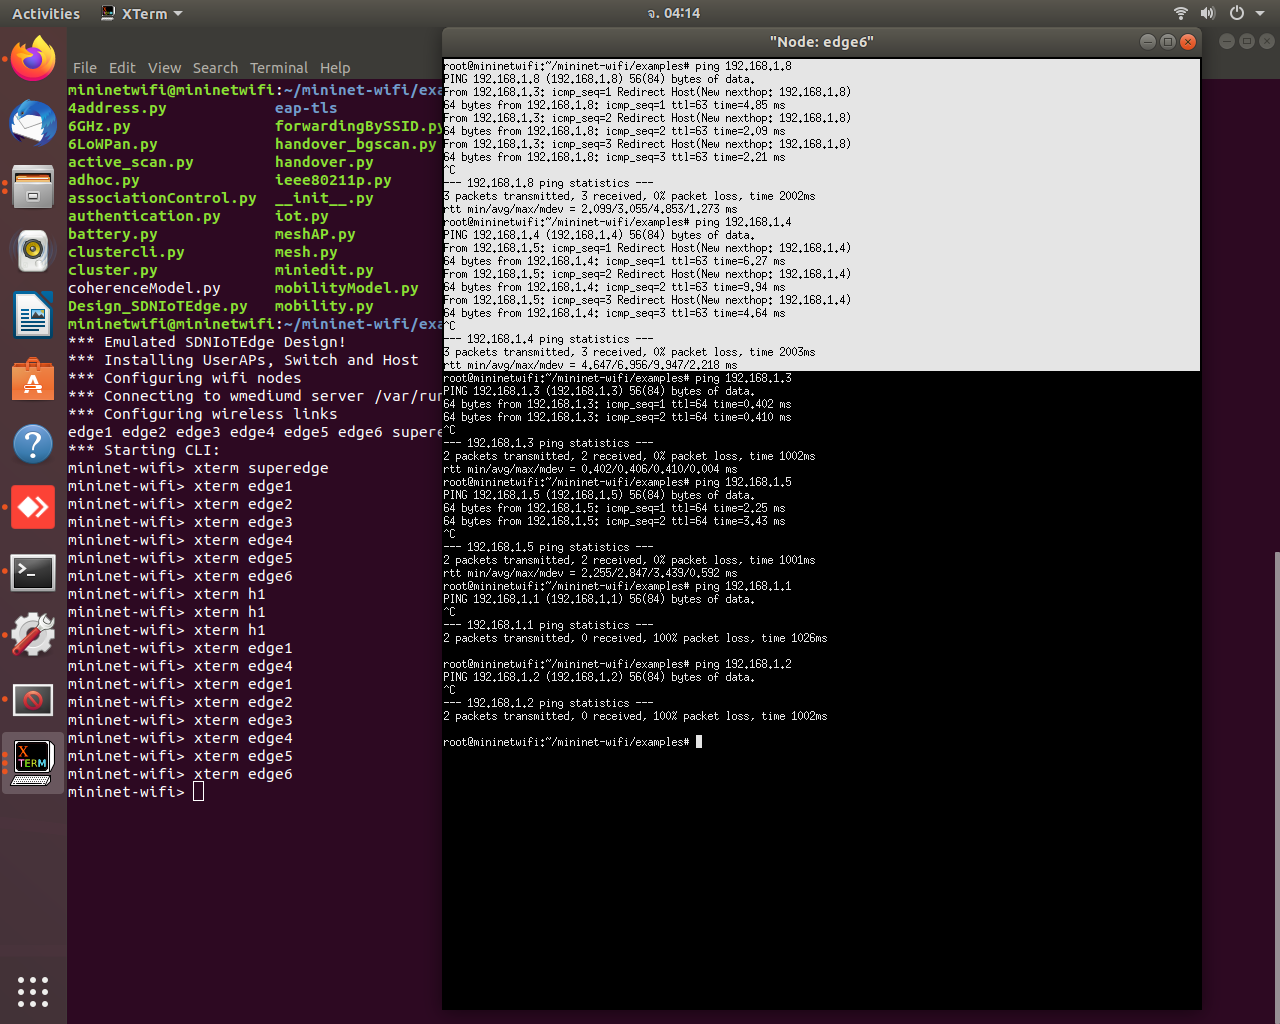 Activities
XTerm
จ. 04:14
"Node: edge6"
File Edit View Search Terminal Help
mininetwifi@mininetwifi:~/mininet-wifi/exa
4address.py eap-tls
6GHz.py forwardingBySSID.py
6LoWPan.py handover_bgscan.py
active_scan.py handover.py
adhoc.py ieee80211p.py
associationControl.py __init__.py
authentication.py iot.py
battery.py meshAP.py
clustercli.py mesh.py
cluster.py miniedit.py
coherenceModel.py mobilityModel.py
Design_SDNIoTEdge.py mobility.py
mininetwifi@mininetwifi:~/mininet-wifi/exa
*** Emulated SDNIoTEdge Design!
*** Installing UserAPs, Switch and Host
*** Configuring wifi nodes
*** Connecting to wmediumd server /var/run
*** Configuring wireless links
edge1 edge2 edge3 edge4 edge5 edge6 supere
*** Starting CLI:
mininet-wifi> xterm superedge
mininet-wifi> xterm edge1
mininet-wifi> xterm edge2
mininet-wifi> xterm edge3
mininet-wifi> xterm edge4
mininet-wifi> xterm edge5
mininet-wifi> xterm edge6
mininet-wifi> xterm h1
mininet-wifi> xterm h1
mininet-wifi> xterm h1
mininet-wifi> xterm edge1
mininet-wifi> xterm edge4
mininet-wifi> xterm edge1
mininet-wifi> xterm edge2
mininet-wifi> xterm edge3
mininet-wifi> xterm edge4
mininet-wifi> xterm edge5
mininet-wifi> xterm edge6
mininet-wifi>
root@mininetwifi:~/mininet-wifi/examples# ping 192.168.1.8
PING 192.168.1.8 (192.168.1.8) 56(84) bytes of data.
From 192.168.1.3: icmp_seq=1 Redirect Host(New nexthop: 192.168.1.8)
64 bytes from 192.168.1.8: icmp_seq=1 ttl=63 time=4.85 ms
From 192.168.1.3: icmp_seq=2 Redirect Host(New nexthop: 192.168.1.8)
64 bytes from 192.168.1.8: icmp_seq=2 ttl=63 time=2.09 ms
From 192.168.1.3: icmp_seq=3 Redirect Host(New nexthop: 192.168.1.8)
64 bytes from 192.168.1.8: icmp_seq=3 ttl=63 time=2.21 ms
^C
--- 192.168.1.8 ping statistics ---
3 packets transmitted, 3 received, 0% packet loss, time 2002ms
rtt min/avg/max/mdev = 2.099/3.055/4.853/1.273 ms
root@mininetwifi:~/mininet-wifi/examples# ping 192.168.1.4
PING 192.168.1.4 (192.168.1.4) 56(84) bytes of data.
From 192.168.1.5: icmp_seq=1 Redirect Host(New nexthop: 192.168.1.4)
64 bytes from 192.168.1.4: icmp_seq=1 ttl=63 time=6.27 ms
From 192.168.1.5: icmp_seq=2 Redirect Host(New nexthop: 192.168.1.4)
64 bytes from 192.168.1.4: icmp_seq=2 ttl=63 time=9.94 ms
From 192.168.1.5: icmp_seq=3 Redirect Host(New nexthop: 192.168.1.4)
64 bytes from 192.168.1.4: icmp_seq=3 ttl=63 time=4.64 ms
^C
--- 192.168.1.4 ping statistics ---
3 packets transmitted, 3 received, 0% packet loss, time 2003ms
rtt min/avg/max/mdev = 4.647/6.956/9.947/2.218 ms
root@mininetwifi:~/mininet-wifi/examples# ping 192.168.1.3
PING 192.168.1.3 (192.168.1.3) 56(84) bytes of data.
64 bytes from 192.168.1.3: icmp_seq=1 ttl=64 time=0.402 ms
64 bytes from 192.168.1.3: icmp_seq=2 ttl=64 time=0.410 ms
^C
--- 192.168.1.3 ping statistics ---
2 packets transmitted, 2 received, 0% packet loss, time 1002ms
rtt min/avg/max/mdev = 0.402/0.406/0.410/0.004 ms
root@mininetwifi:~/mininet-wifi/examples# ping 192.168.1.5
PING 192.168.1.5 (192.168.1.5) 56(84) bytes of data.
64 bytes from 192.168.1.5: icmp_seq=1 ttl=64 time=2.25 ms
64 bytes from 192.168.1.5: icmp_seq=2 ttl=64 time=3.43 ms
^C
--- 192.168.1.5 ping statistics ---
2 packets transmitted, 2 received, 0% packet loss, time 1001ms
rtt min/avg/max/mdev = 2.255/2.847/3.439/0.592 ms
root@mininetwifi:~/mininet-wifi/examples# ping 192.168.1.1
PING 192.168.1.1 (192.168.1.1) 56(84) bytes of data.
^C
--- 192.168.1.1 ping statistics ---
2 packets transmitted, 0 received, 100% packet loss, time 1026ms
root@mininetwifi:~/mininet-wifi/examples# ping 192.168.1.2
PING 192.168.1.2 (192.168.1.2) 56(84) bytes of data.
^C
--- 192.168.1.2 ping statistics ---
2 packets transmitted, 0 received, 100% packet loss, time 1002ms
root@mininetwifi:~/mininet-wifi/examples#
X
TERM